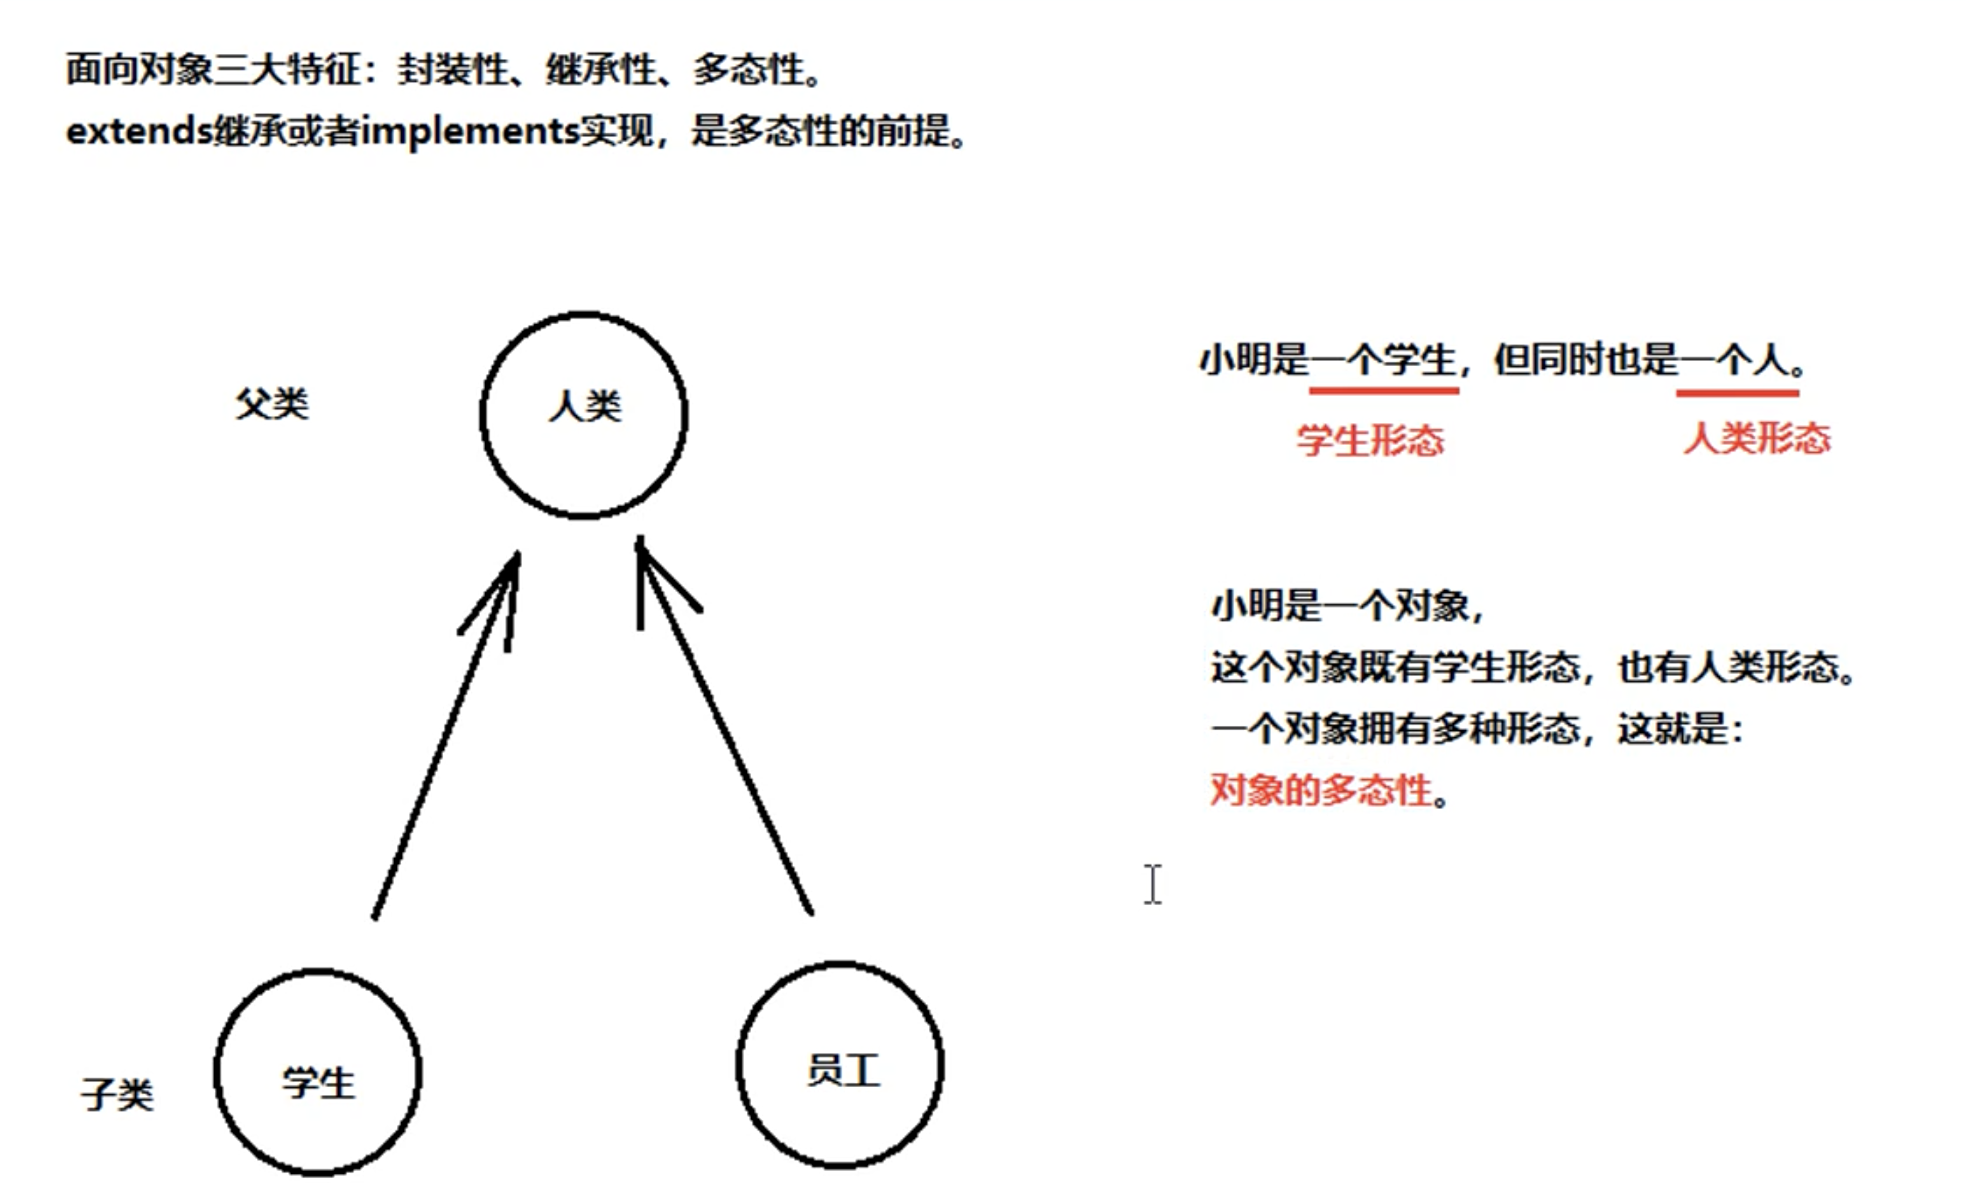 面向对象三大特征：封装性、继承性、多态性。
extends继承或者implements实现，是多态性的前提。
父类
人类
小明是一个学生，但同时也是一个人。
学生形态
人类形态
小明是一个对象，
这个对象既有学生形态，也有人类形态。
一个对象拥有多种形态，这就是：
对象的多态性。
子类
学生
员工